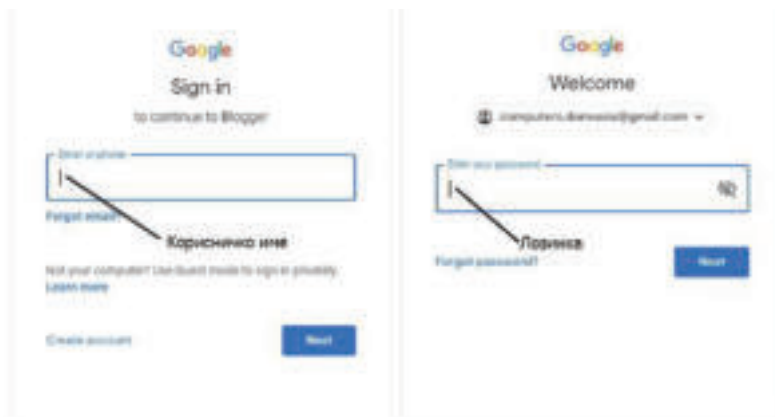 Google
Sign in
to continue to Blogger
Email or phone
Forgot email?
Корисничко име
Not your computer? Use Guest mode to sign in privately.
Learn more
Create account
Next
Google
Welcome
Enter your password
Лозинка
Forgot password?
Next